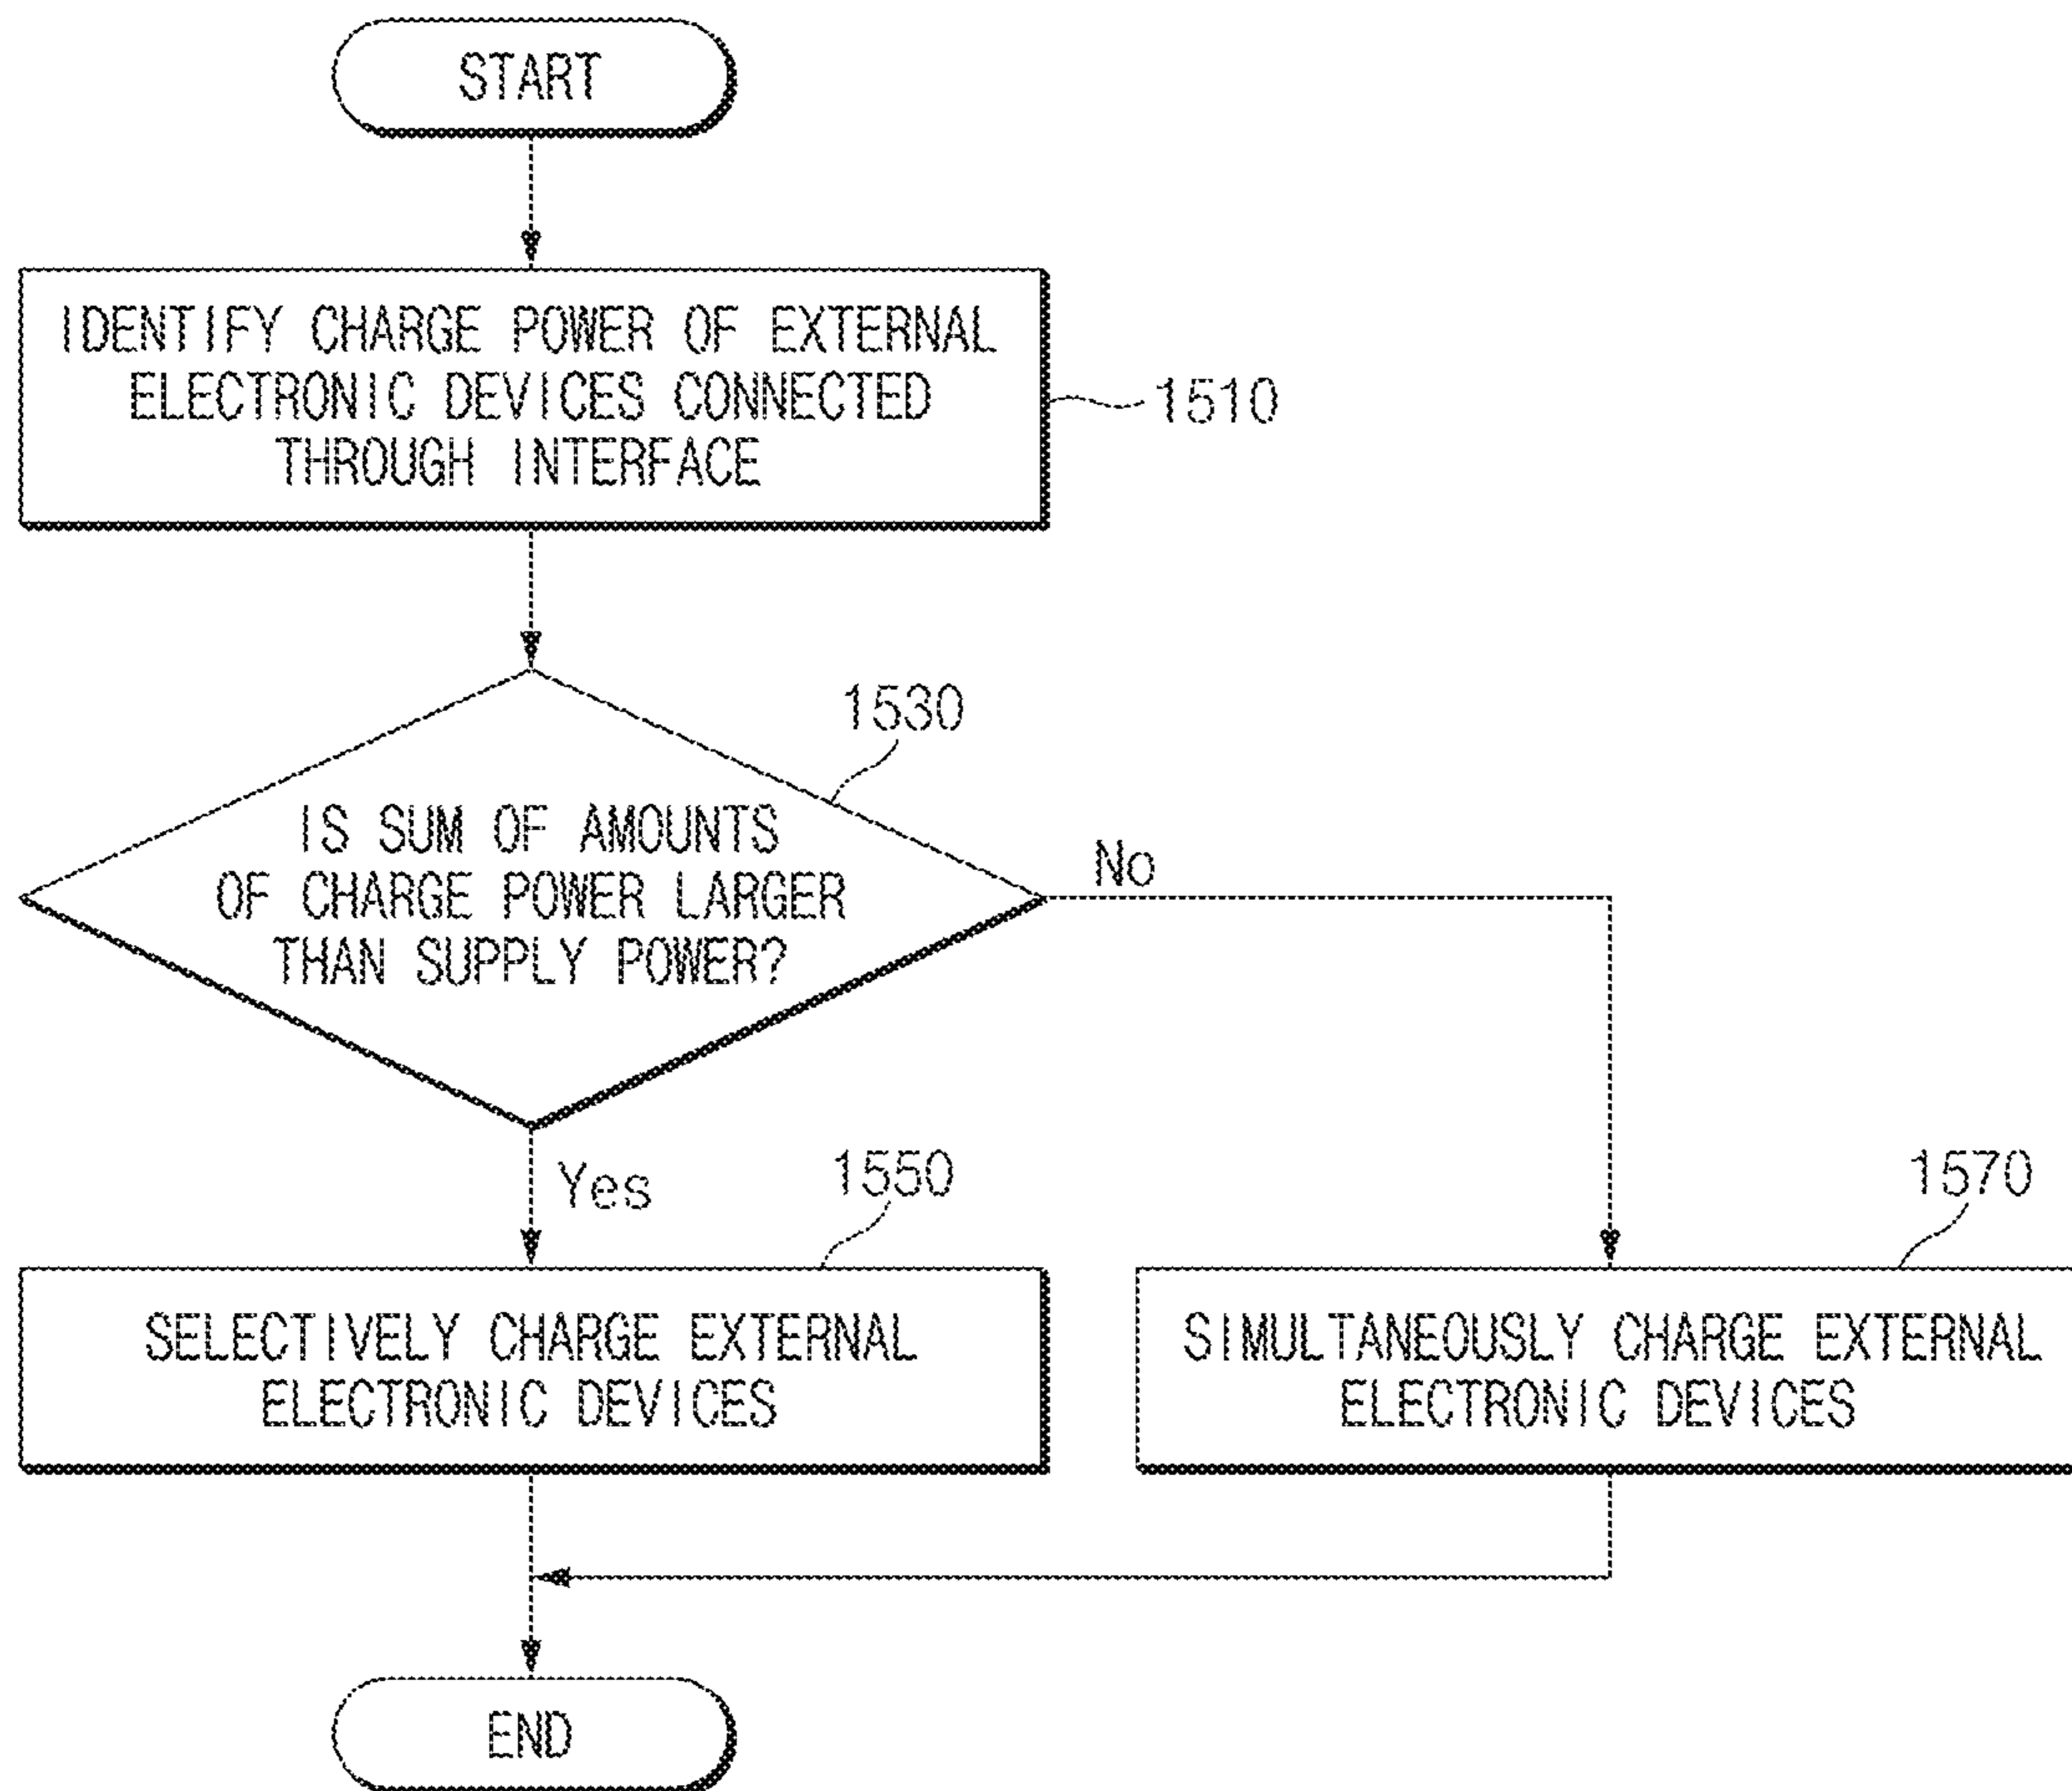 START
IDENTIFY CHARGE POWER OF EXTERNAL
ELECTRONIC DEVICES CONNECTED
THROUGH INTERFACE
1510
1530
IS SUM OF AMOUNTS
OF CHARGE POWER LARGER
THAN SUPPLY POWER?
No
Yes
1550
1570
SELECTIVELY CHARGE EXTERNAL
ELECTRONIC DEVICES
SIMULTANEOUSLY CHARGE EXTERNAL
ELECTRONIC DEVICES
END